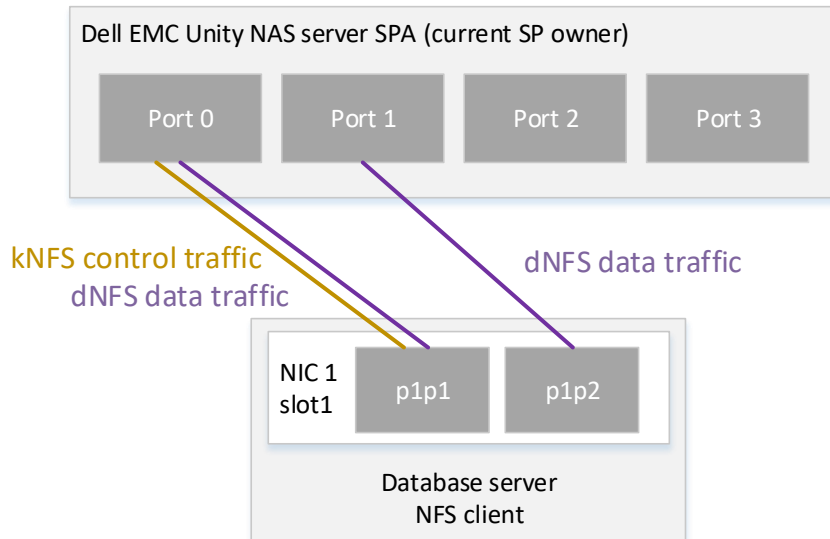 Dell EMC Unity NAS server SPA (current SP owner)
Port 0
Port 1
Port 2
Port 3
kNFS control traffic
dNFS data traffic
dNFS data traffic
NIC 1
slot1
p1p1
p1p2
Database server
NFS client